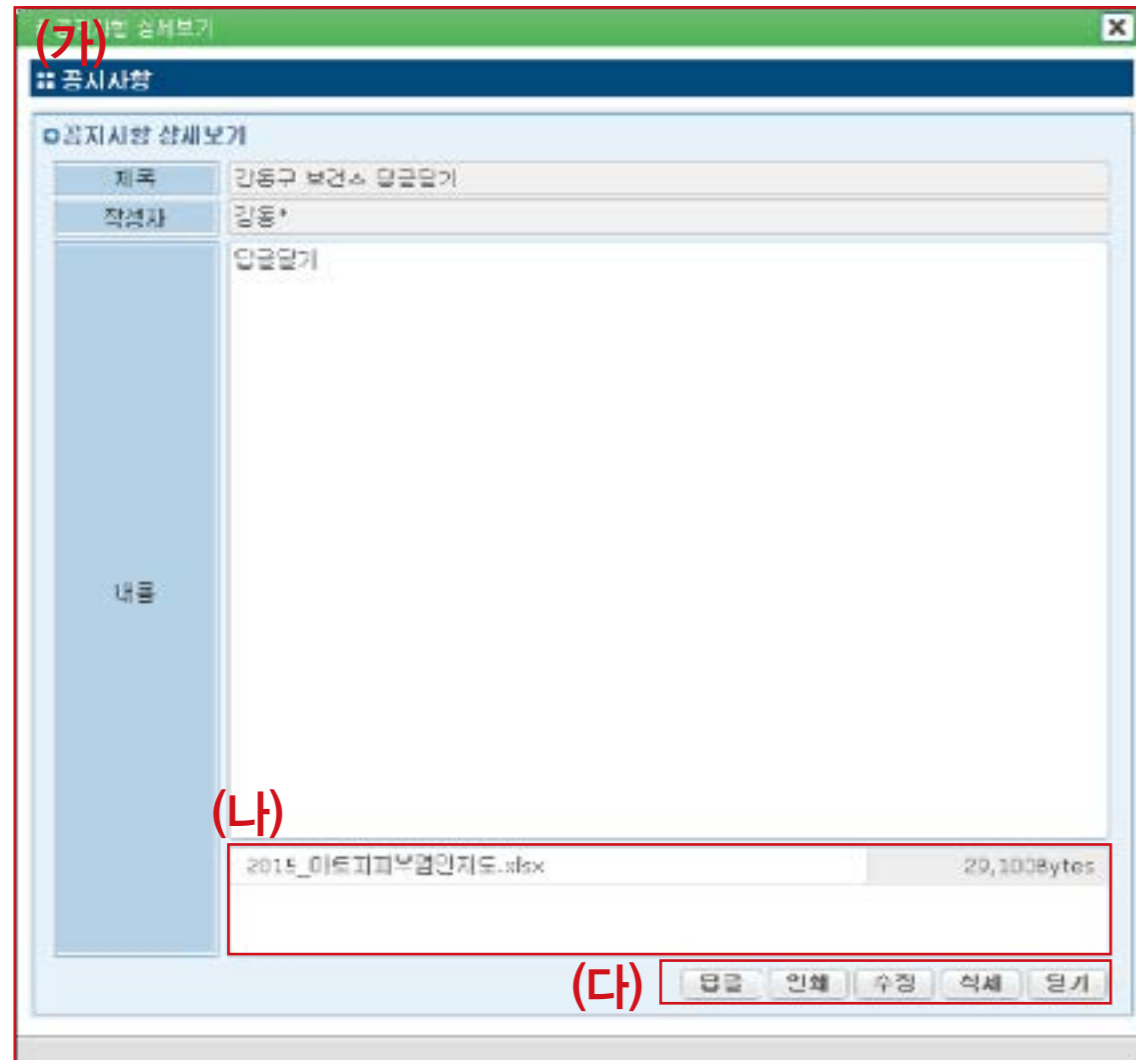 (가)
공지사항 상세보기
공지사항
공지사항 상세보기
제목 강동구 보건소 답글달기
작성자 강동*
답글달기
내용
(나)
2015_아토피피부염인지도.xlsx 29,100Bytes
(다) 답글 인쇄 수정 삭제 닫기